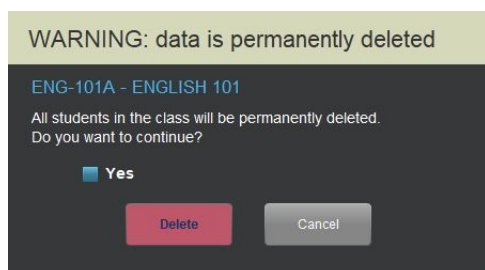 WARNING: data is permanently deleted
ENG-101A - ENGLISH 101
All students in the class will be permanently deleted.
Do you want to continue?
Yes
Delete Cancel